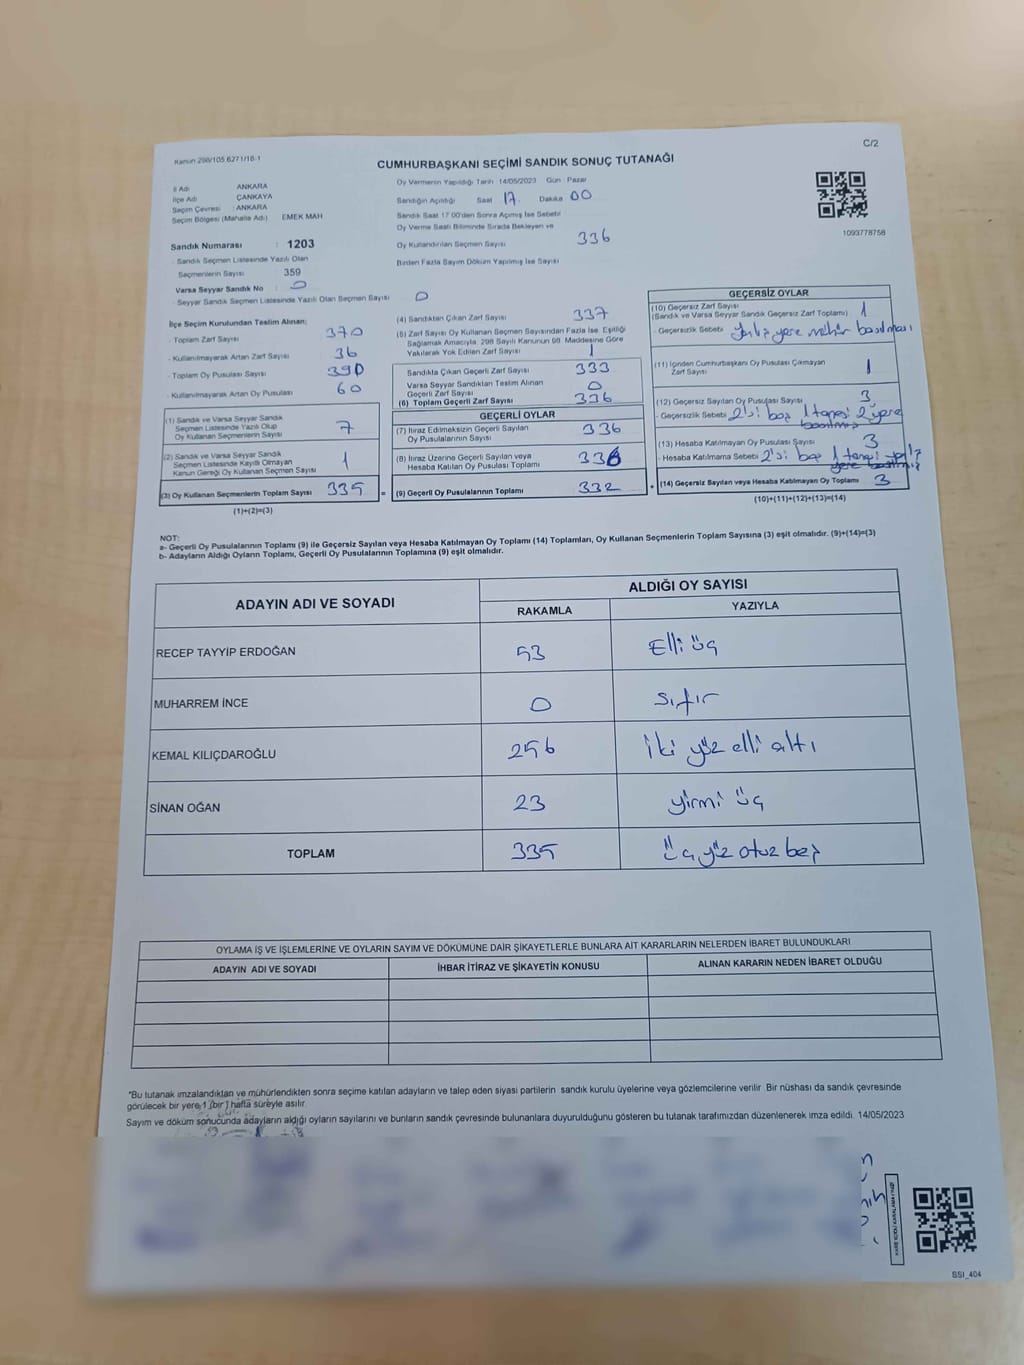 Kanun 298/105 6271/18-1
C/2
CUMHURBAŞKANI SEÇİMİ SANDIK SONUÇ TUTANAĞI
İl Adı ANKARA
İlçe Adı ÇANKAYA
Seçim Çevresi : ANKARA
Seçim Bölgesi (Mahalle Adı) EMEK MAH
Sandık Numarası : 1203
Sandık Seçmen Listesinde Yazılı Olan
Seçmenlerin Sayısı 359
Varsa Seyyar Sandık No : 0
Seyyar Sandık Seçmen Listesinde Yazılı Olan Seçmen Sayısı 0
Oy Vermenin Yapıldığı Tarih 14/05/2023 Gün : Pazar
Sandığın Açıldığı Saat 17 Dakika 00
Sandık Saat 17 00'den Sonra Açılmış İse Sebebi
Oy Verme Saati Bitiminde Sırada Bekleyen ve
Oy Kullandırılan Seçmen Sayısı 336
Birden Fazla Sayım Döküm Yapılmış İse Sayısı
1093778758
İlçe Seçim Kurulundan Teslim Alınan;
- Toplam Zarf Sayısı 370
- Kullanılmayarak Artan Zarf Sayısı 36
- Toplam Oy Pusulası Sayısı 390
- Kullanılmayarak Artan Oy Pusulası 60
(1) Sandık ve Varsa Seyyar Sandık
Seçmen Listesinde Yazılı Olup
Oy Kullanan Seçmenlerin Sayısı 7
(2) Sandık ve Varsa Seyyar Sandık
Seçmen Listesinde Kayıtlı Olmayan
Kanun Gereği Oy Kullanan Seçmen Sayısı 1
(3) Oy Kullanan Seçmenlerin Toplam Sayısı 335 =
(1)+(2)=(3)
(4) Sandıktan Çıkan Zarf Sayısı 337
(5) Zarf Sayısı Oy Kullanan Seçmen Sayısından Fazla İse Eşitliği
Sağlamak Amacıyla 298 Sayılı Kanunun 98. Maddesine Göre
Yakılarak Yok Edilen Zarf Sayısı 1
Sandıkta Çıkan Geçerli Zarf Sayısı 333
Varsa Seyyar Sandıktan Teslim Alınan
Geçerli Zarf Sayısı 0
(6) Toplam Geçerli Zarf Sayısı 336
GEÇERLİ OYLAR
(7) İtiraz Edilmeksizin Geçerli Sayılan
Oy Pusulalarının Sayısı 336
(8) İtiraz Üzerine Geçerli Sayılan veya
Hesaba Katılan Oy Pusulası Toplamı 336
(9) Geçerli Oy Pusulalarının Toplamı 332 +
GEÇERSİZ OYLAR
(10) Geçersiz Zarf Sayısı
(Sandık ve Varsa Seyyar Sandık Geçersiz Zarf Toplamı) 1
- Geçersizlik Sebebi Yanlış yere mühür basılması
(11) İçinden Cumhurbaşkanı Oy Pusulası Çıkmayan
Zarf Sayısı 1
(12) Geçersiz Sayılan Oy Pusulası Sayısı 3
- Geçersizlik Sebebi 2'si boş 1 tanesi 2 yere
basılmış
(13) Hesaba Katılmayan Oy Pusulası Sayısı 3
- Hesaba Katılmama Sebebi 2'si boş 1 tanesi
yere basılmış
(14) Geçersiz Sayılan veya Hesaba Katılmayan Oy Toplamı 3
(10)+(11)+(12)+(13)=(14)
NOT:
a- Geçerli Oy Pusulalarının Toplamı (9) ile Geçersiz Sayılan veya Hesaba Katılmayan Oy Toplamı (14) Toplamları, Oy Kullanan Seçmenlerin Toplam Sayısına (3) eşit olmalıdır. (9)+(14)=(3)
b- Adayların Aldığı Oyların Toplamı, Geçerli Oy Pusulalarının Toplamına (9) eşit olmalıdır.
ADAYIN ADI VE SOYADI
ALDIĞI OY SAYISI
RAKAMLA YAZIYLA
RECEP TAYYİP ERDOĞAN 53 Elli üç
MUHARREM İNCE 0 sıfır
KEMAL KILIÇDAROĞLU 256 iki yüz elli altı
SİNAN OĞAN 23 yirmi üç
TOPLAM 335 üç yüz otuz beş
OYLAMA İŞ VE İŞLEMLERİNE VE OYLARIN SAYIM VE DÖKÜMÜNE DAİR ŞİKAYETLERLE BUNLARA AİT KARARLARIN NELERDEN İBARET BULUNDUKLARI
ADAYIN ADI VE SOYADI İHBAR İTİRAZ VE ŞİKAYETİN KONUSU ALINAN KARARIN NEDEN İBARET OLDUĞU
*Bu tutanak imzalandıktan ve mühürlendikten sonra seçime katılan adayların ve talep eden siyasi partilerin sandık kurulu üyelerine veya gözlemcilerine verilir. Bir nüshası da sandık çevresinde
görülecek bir yere 1 (bir) hafta süreyle asılır.
Sayım ve döküm sonucunda adayların aldığı oyların sayılarını ve bunların sandık çevresinde bulunanlara duyurulduğunu gösteren bu tutanak tarafımızdan düzenlenerek imza edildi. 14/05/2023
SSI_404